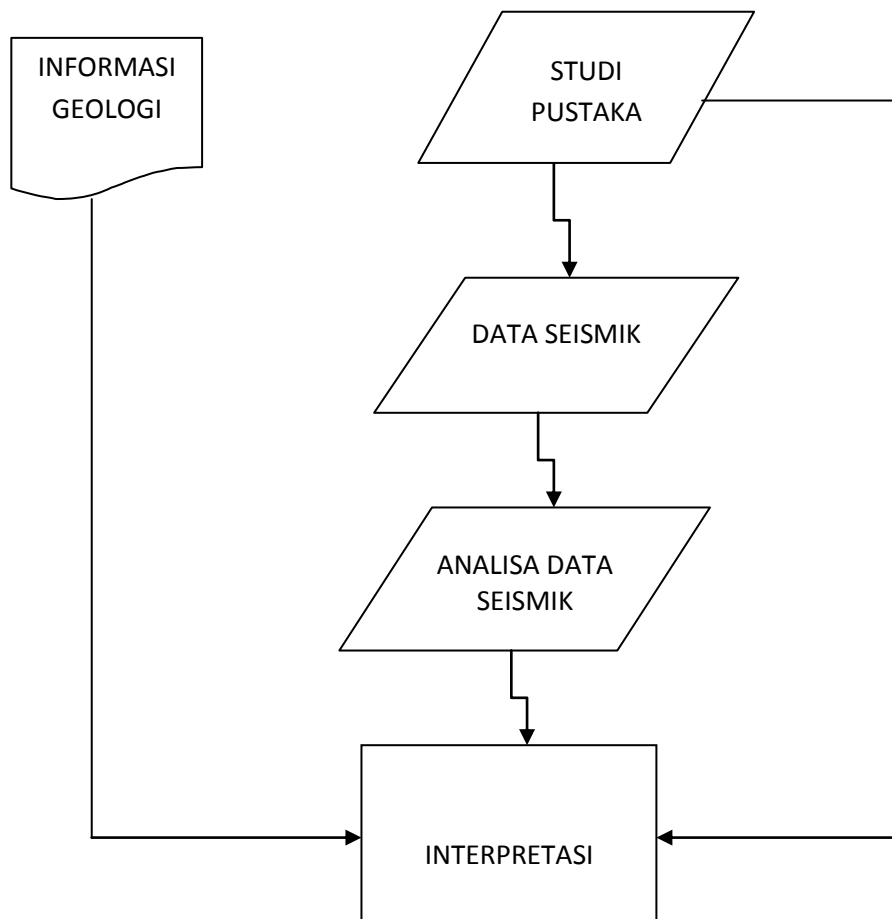 INFORMASI
GEOLOGI
STUDI
PUSTAKA
DATA SEISMIK
ANALISA DATA
SEISMIK
INTERPRETASI